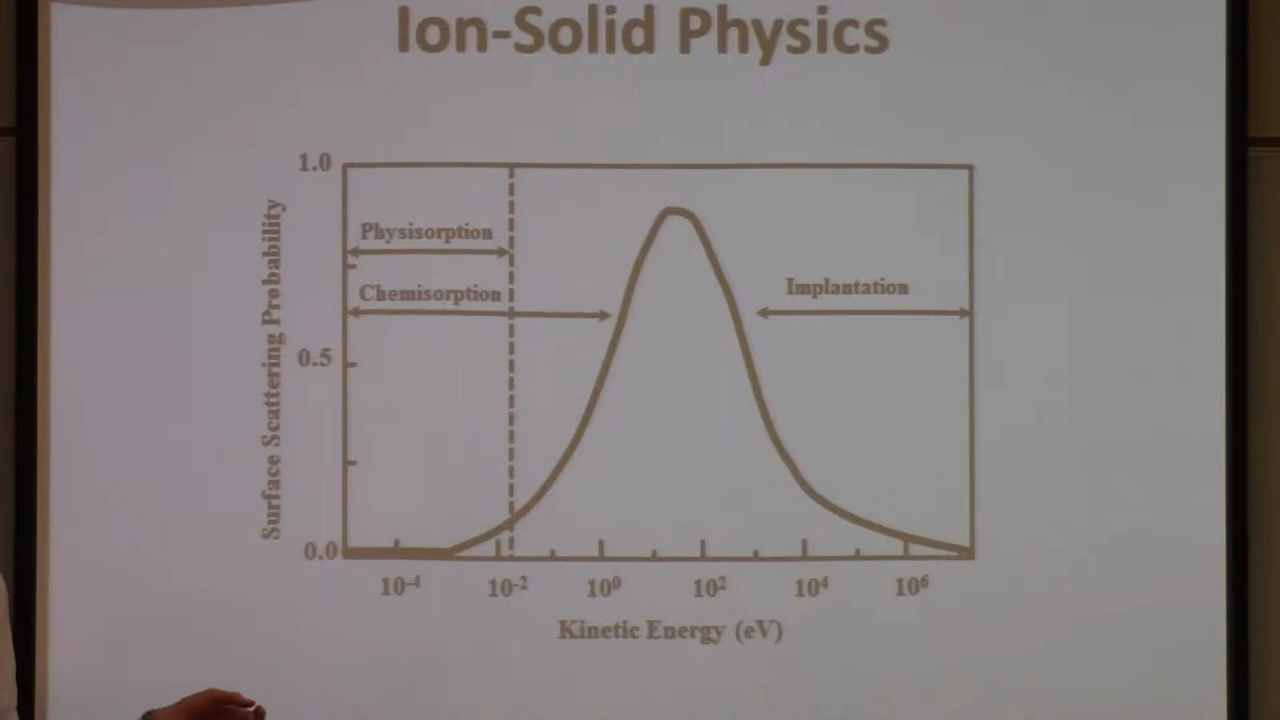 Ion-Solid Physics
1.0
Physisorption
Chemisorption
Implantation
0.5
0.0
Surface Scattering Probability
10⁻⁴ 10⁻² 10⁰ 10² 10⁴ 10⁶
Kinetic Energy (eV)